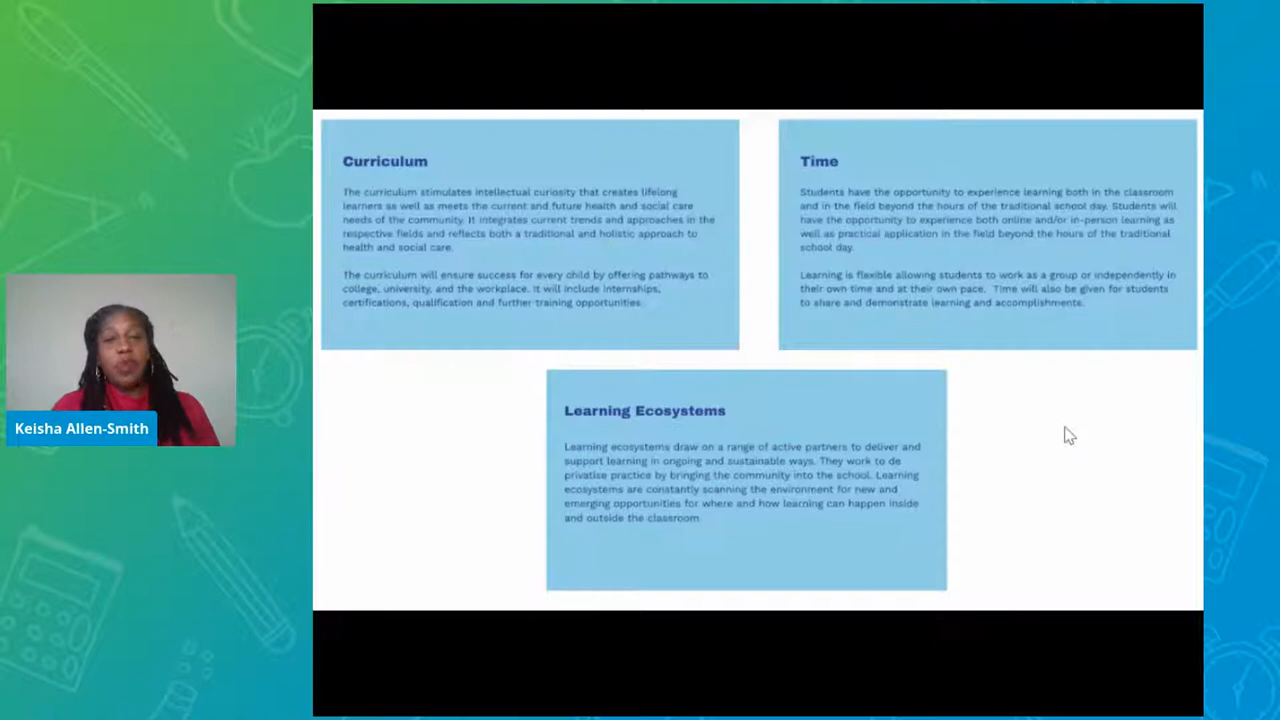 Curriculum
The curriculum stimulates intellectual curiosity that creates lifelong
learners as well as meets the current and future health and social care
needs of the community. It integrates current trends and approaches in the
respective fields and reflects both a traditional and holistic approach to
health and social care.
The curriculum will ensure success for every child by offering pathways to
college, university, and the workplace. It will include internships,
certifications, qualification and further training opportunities.
Time
Students have the opportunity to experience learning both in the classroom
and in the field beyond the hours of the traditional school day. Students will
have the opportunity to experience both online and/or in-person learning as
well as practical application in the field beyond the hours of the traditional
school day.
Learning is flexible allowing students to work as a group or independently in
their own time and at their own pace. Time will also be given for students
to share and demonstrate learning and accomplishments.
Keisha Allen-Smith
Learning Ecosystems
Learning ecosystems draw on a range of active partners to deliver and
support learning in ongoing and sustainable ways. They work to de
privatise practice by bringing the community into the school. Learning
ecosystems are constantly scanning the environment for new and
emerging opportunities for where and how learning can happen inside
and outside the classroom